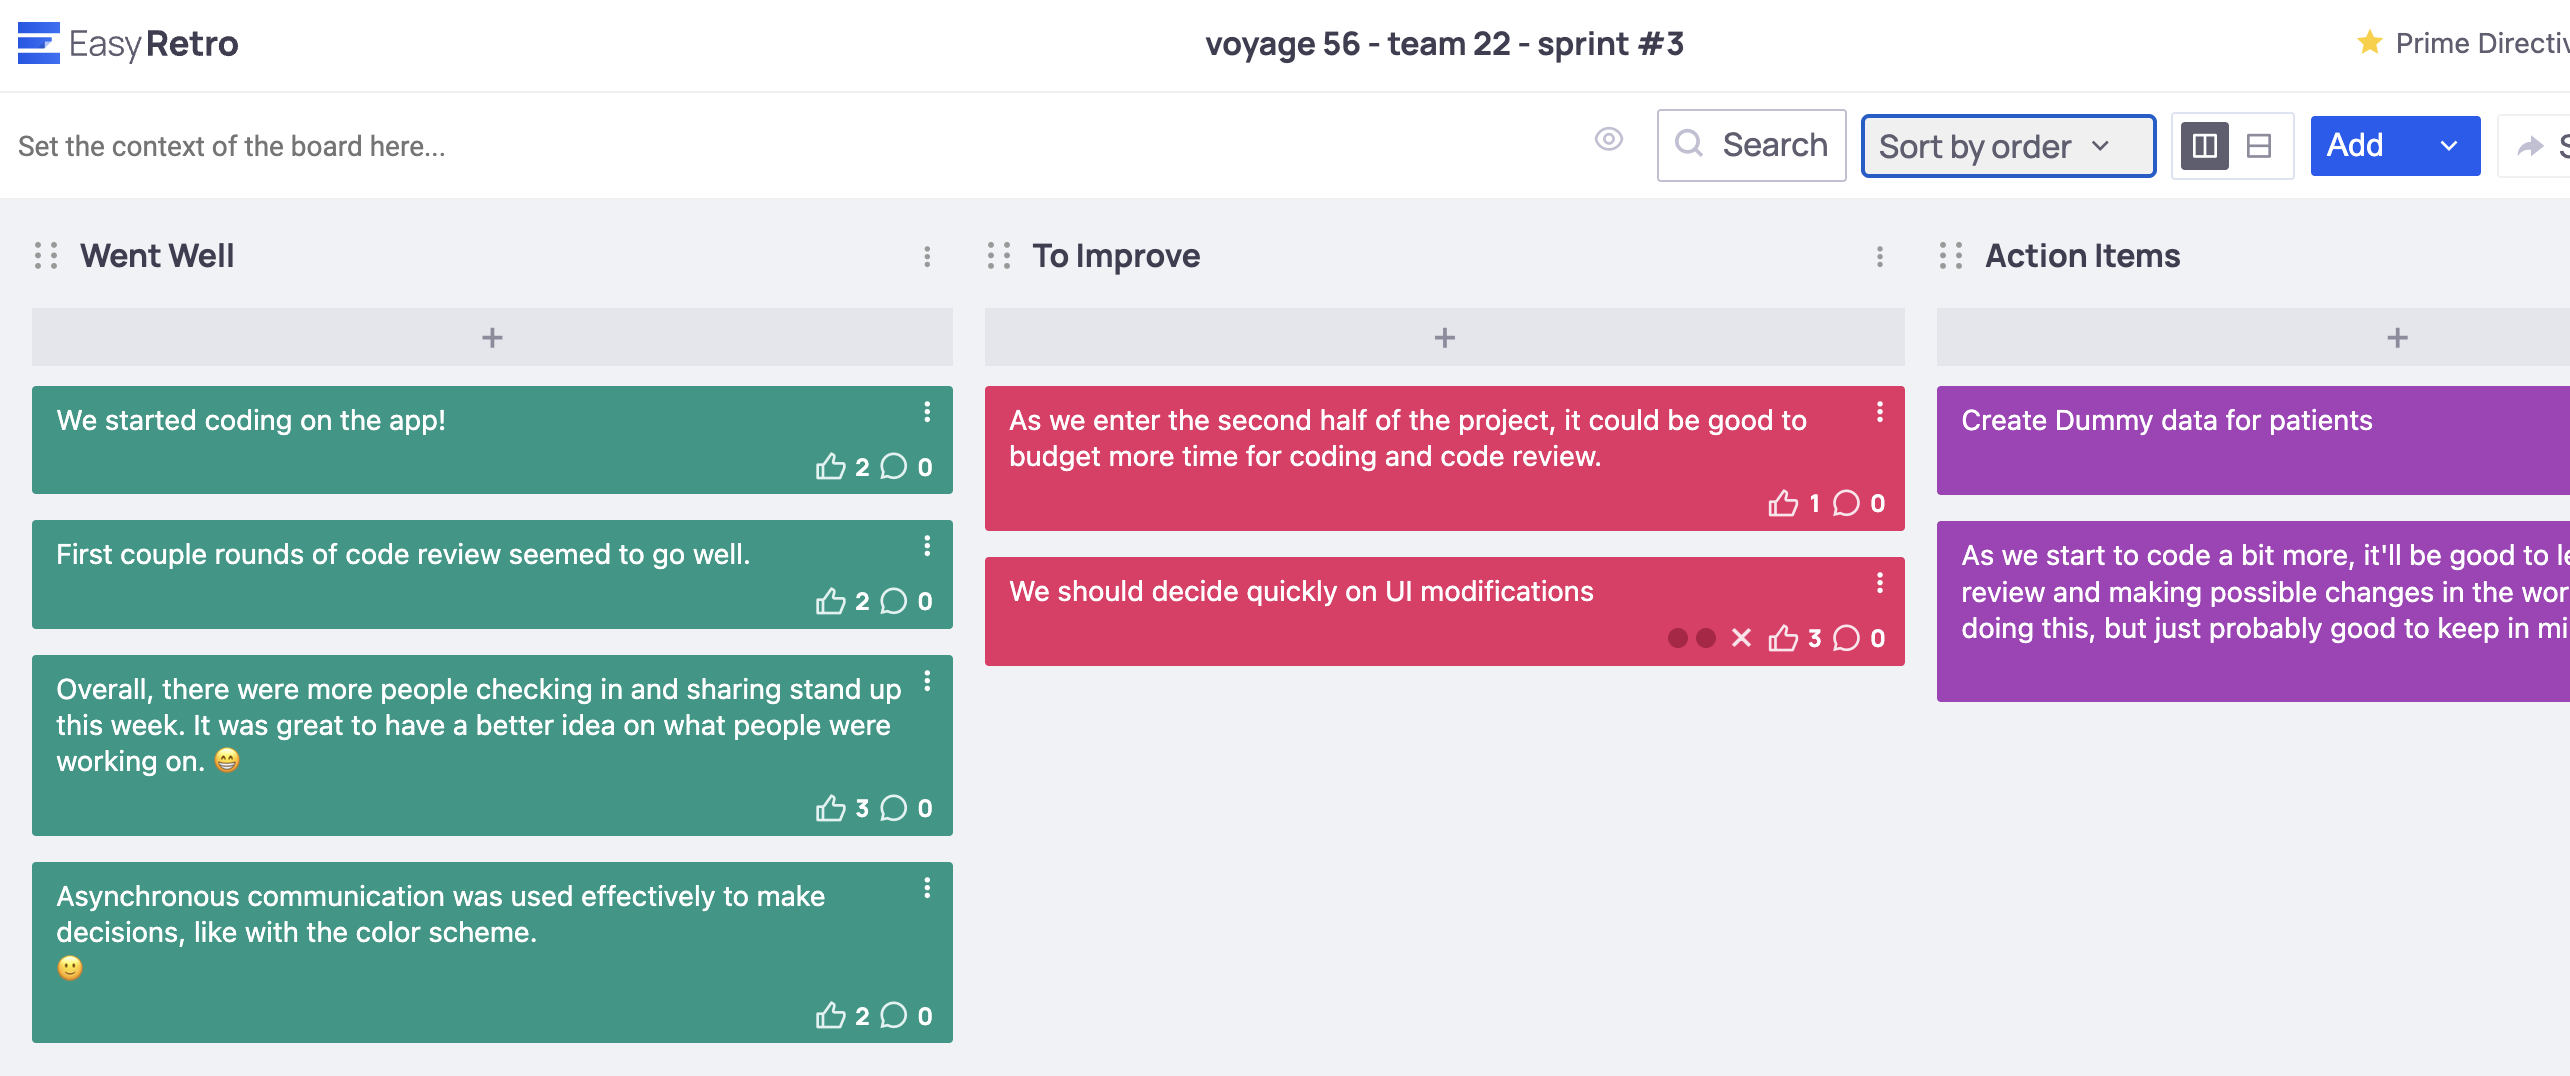 EasyRetro
voyage 56 - team 22 - sprint #3
Prime
Set the context of the board here...
Search
Sort by order
Add
Went Well
+
We started coding on the app!
2 0
First couple rounds of code review seemed to go well.
2 0
Overall, there were more people checking in and sharing stand up
this week. It was great to have a better idea on what people were
working on. 😁
3 0
Asynchronous communication was used effectively to make
decisions, like with the color scheme.
🙂
2 0
To Improve
+
As we enter the second half of the project, it could be good to
budget more time for coding and code review.
1 0
We should decide quickly on UI modifications
3 0
Action Items
+
Create Dummy data for patients
As we start to code a bit more, it'll be good to
review and making possible changes in the
doing this, but just probably good to keep in